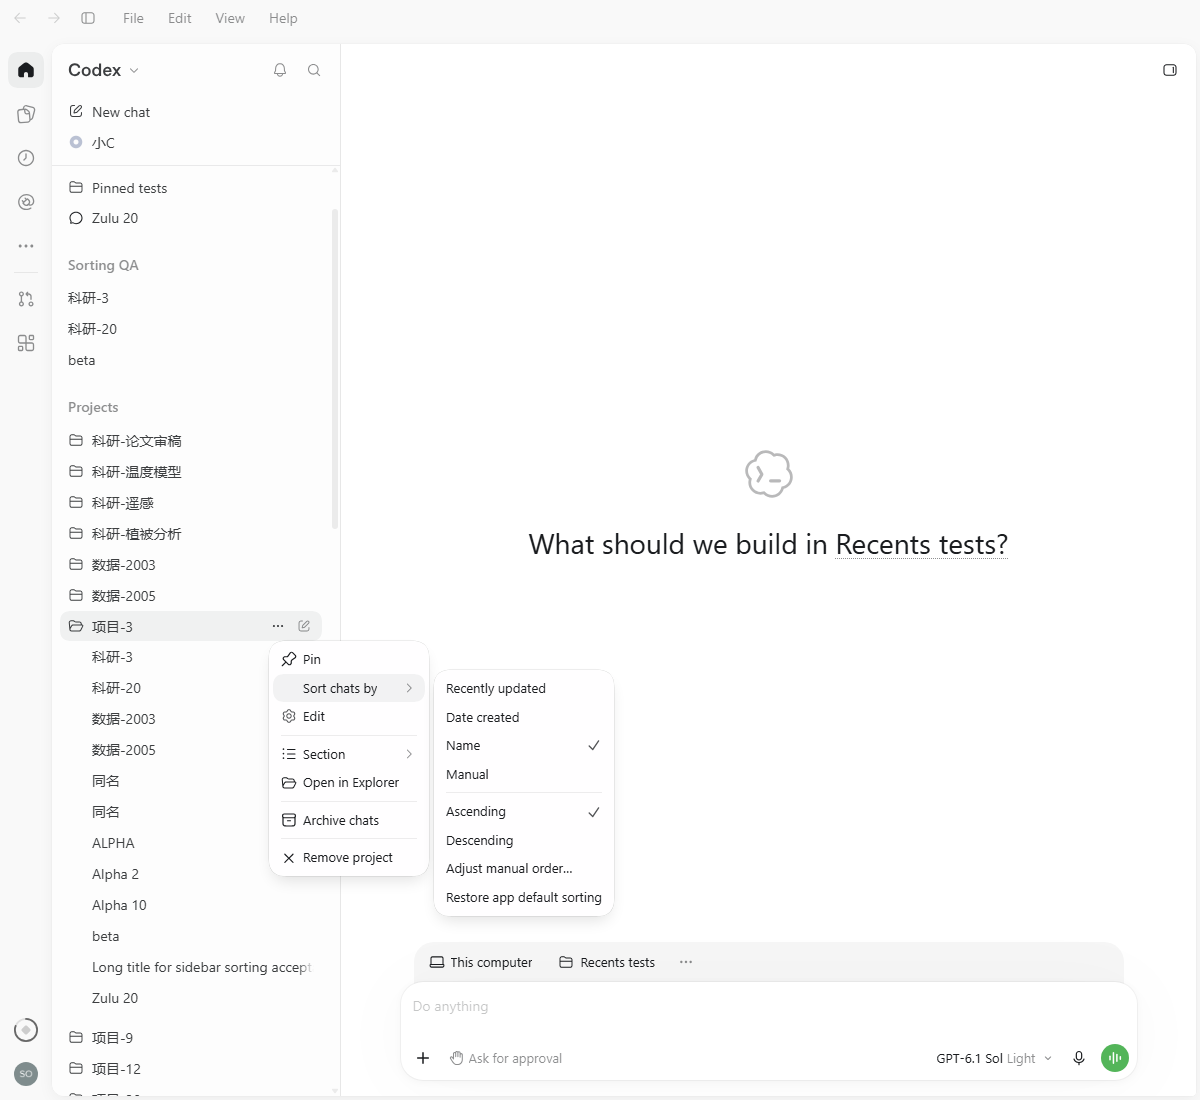 File Edit View Help
Codex
New chat
小C
Pinned tests
Zulu 20
Sorting QA
科研-3
科研-20
beta
Projects
科研-论文审稿
科研-温度模型
科研-遥感
科研-植被分析
数据-2003
数据-2005
项目-3
科研-3
科研-20
数据-2003
数据-2005
同名
同名
ALPHA
Alpha 2
Alpha 10
beta
Long title for sidebar sorting accept
Zulu 20
项目-9
项目-12
SO
Pin
Sort chats by
Edit
Section
Open in Explorer
Archive chats
Remove project
Recently updated
Date created
Name
Manual
Ascending
Descending
Adjust manual order...
Restore app default sorting
What should we build in Recents tests?
This computer Recents tests
Do anything
Ask for approval
GPT-6.1 Sol Light